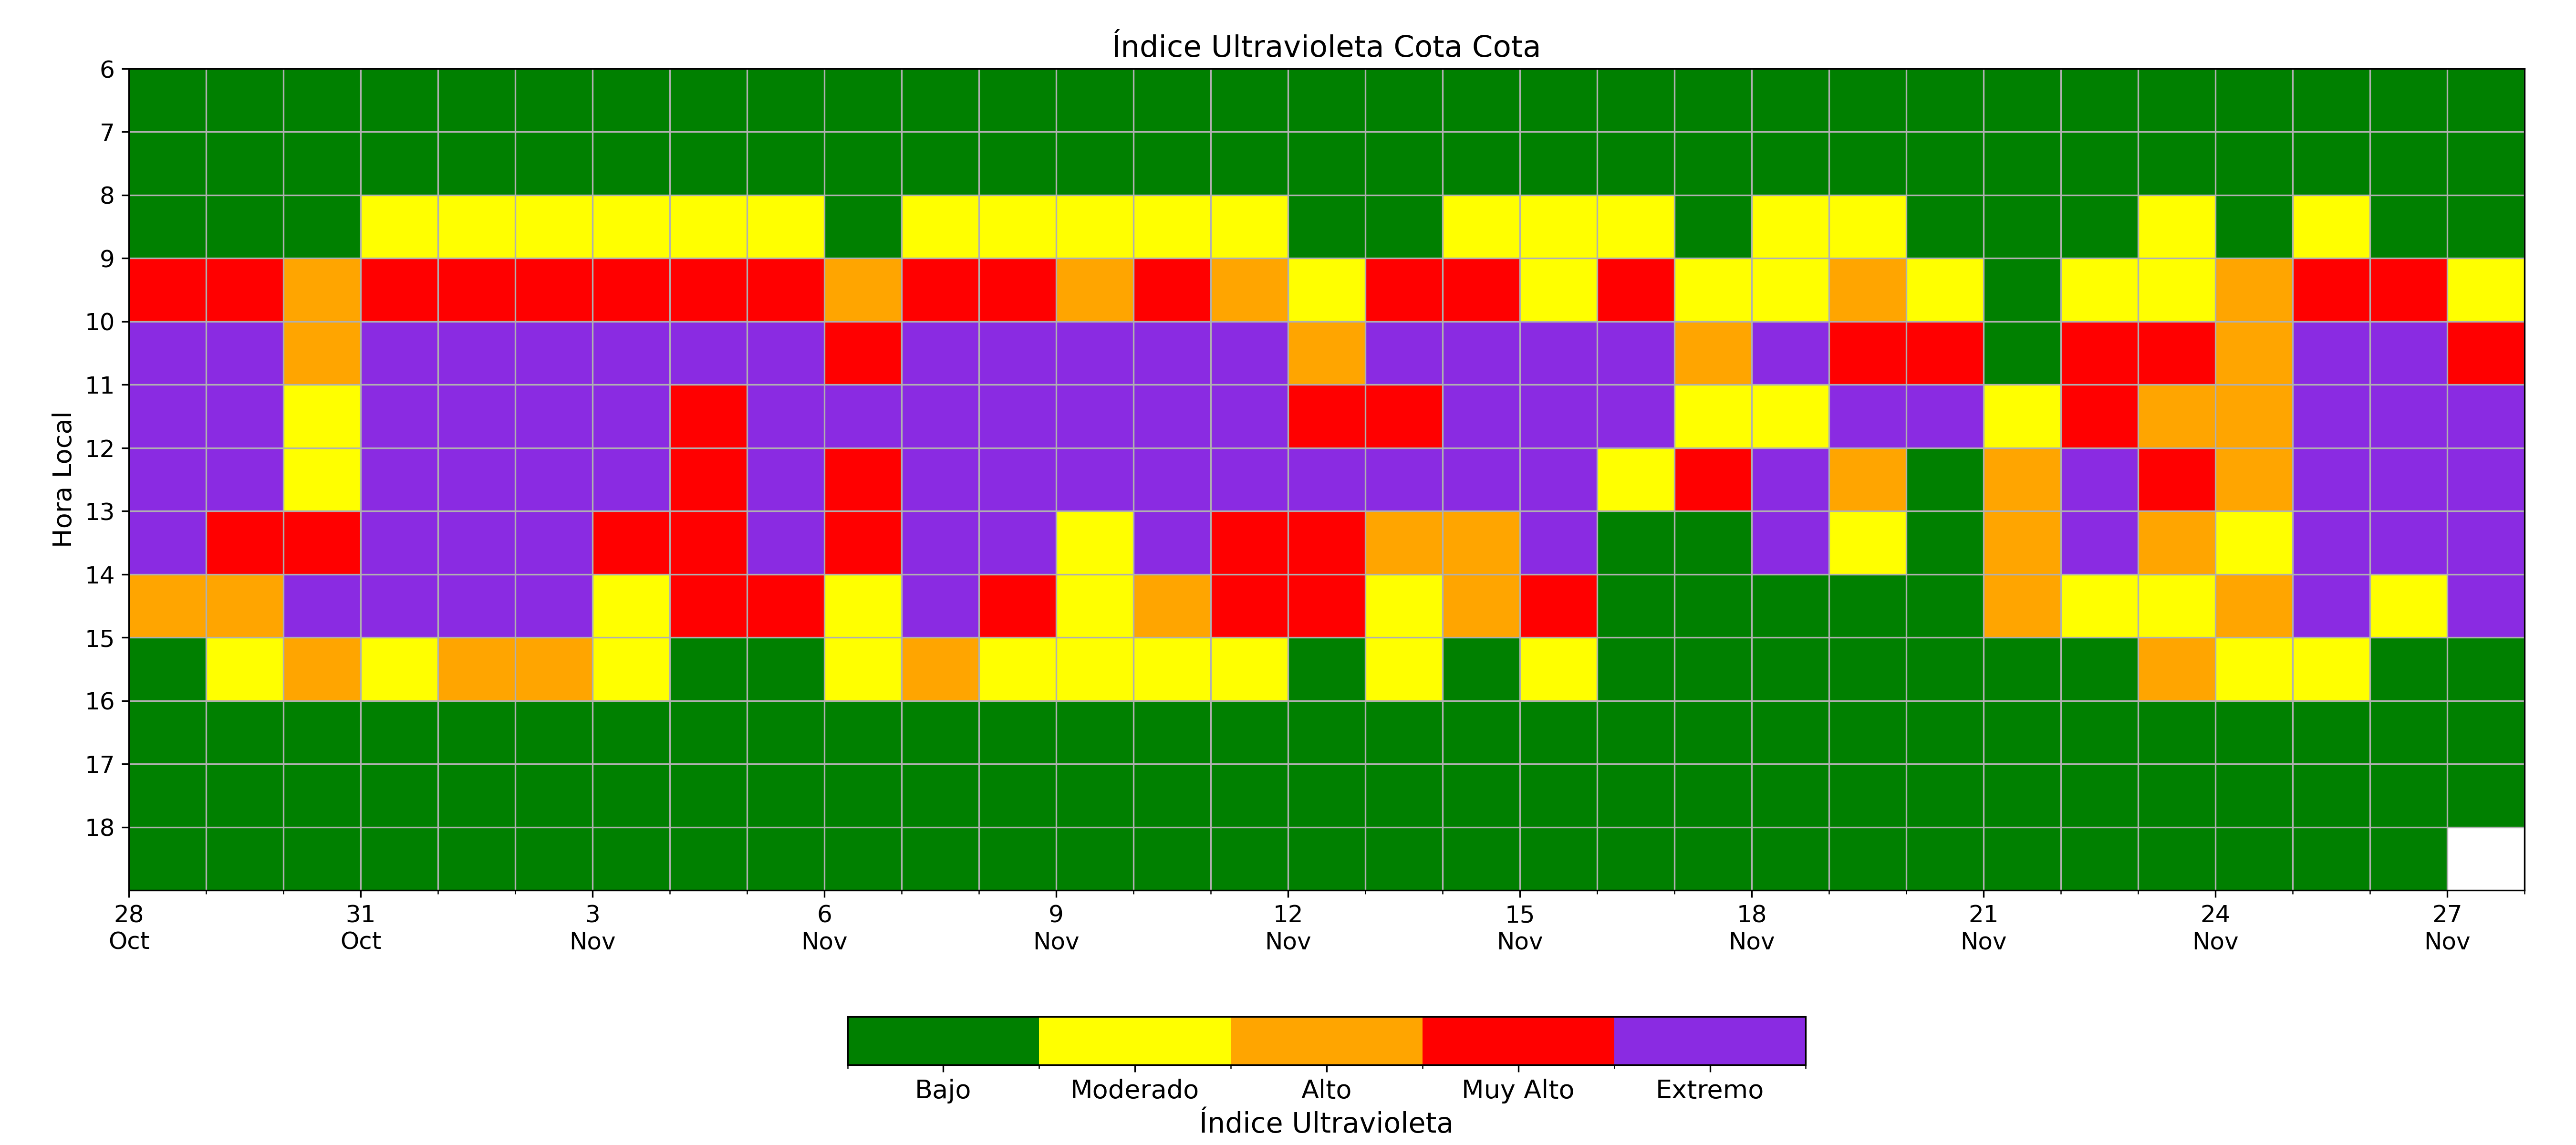 Índice Ultravioleta Cota Cota
Hora Local
6
7
8
9
10
11
12
13
14
15
16
17
18
28 31 3 6 9 12 15 18 21 24 27
Oct Oct Nov Nov Nov Nov Nov Nov Nov Nov Nov
Bajo Moderado Alto Muy Alto Extremo
Índice Ultravioleta